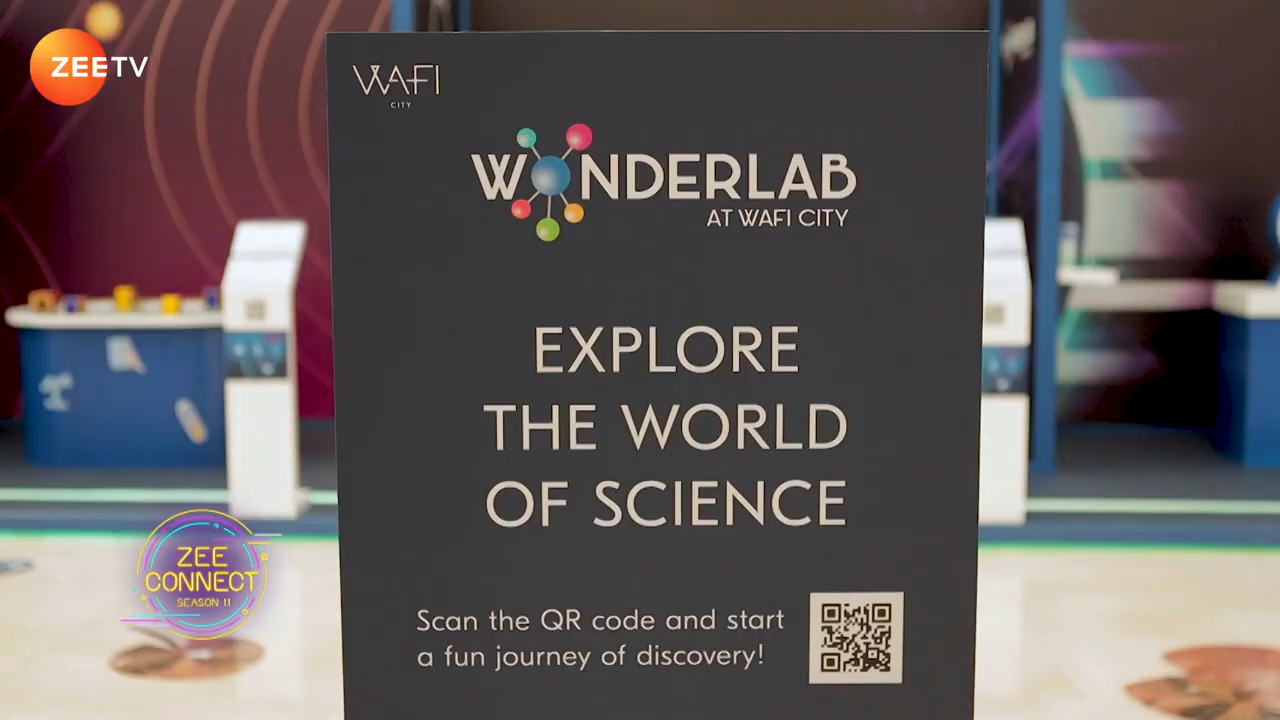 ZEETV
WAFI
CITY
WONDERLAB
AT WAFI CITY
EXPLORE
THE WORLD
OF SCIENCE
Scan the QR code and start
a fun journey of discovery!
ZEE
CONNECT
SEASON 11